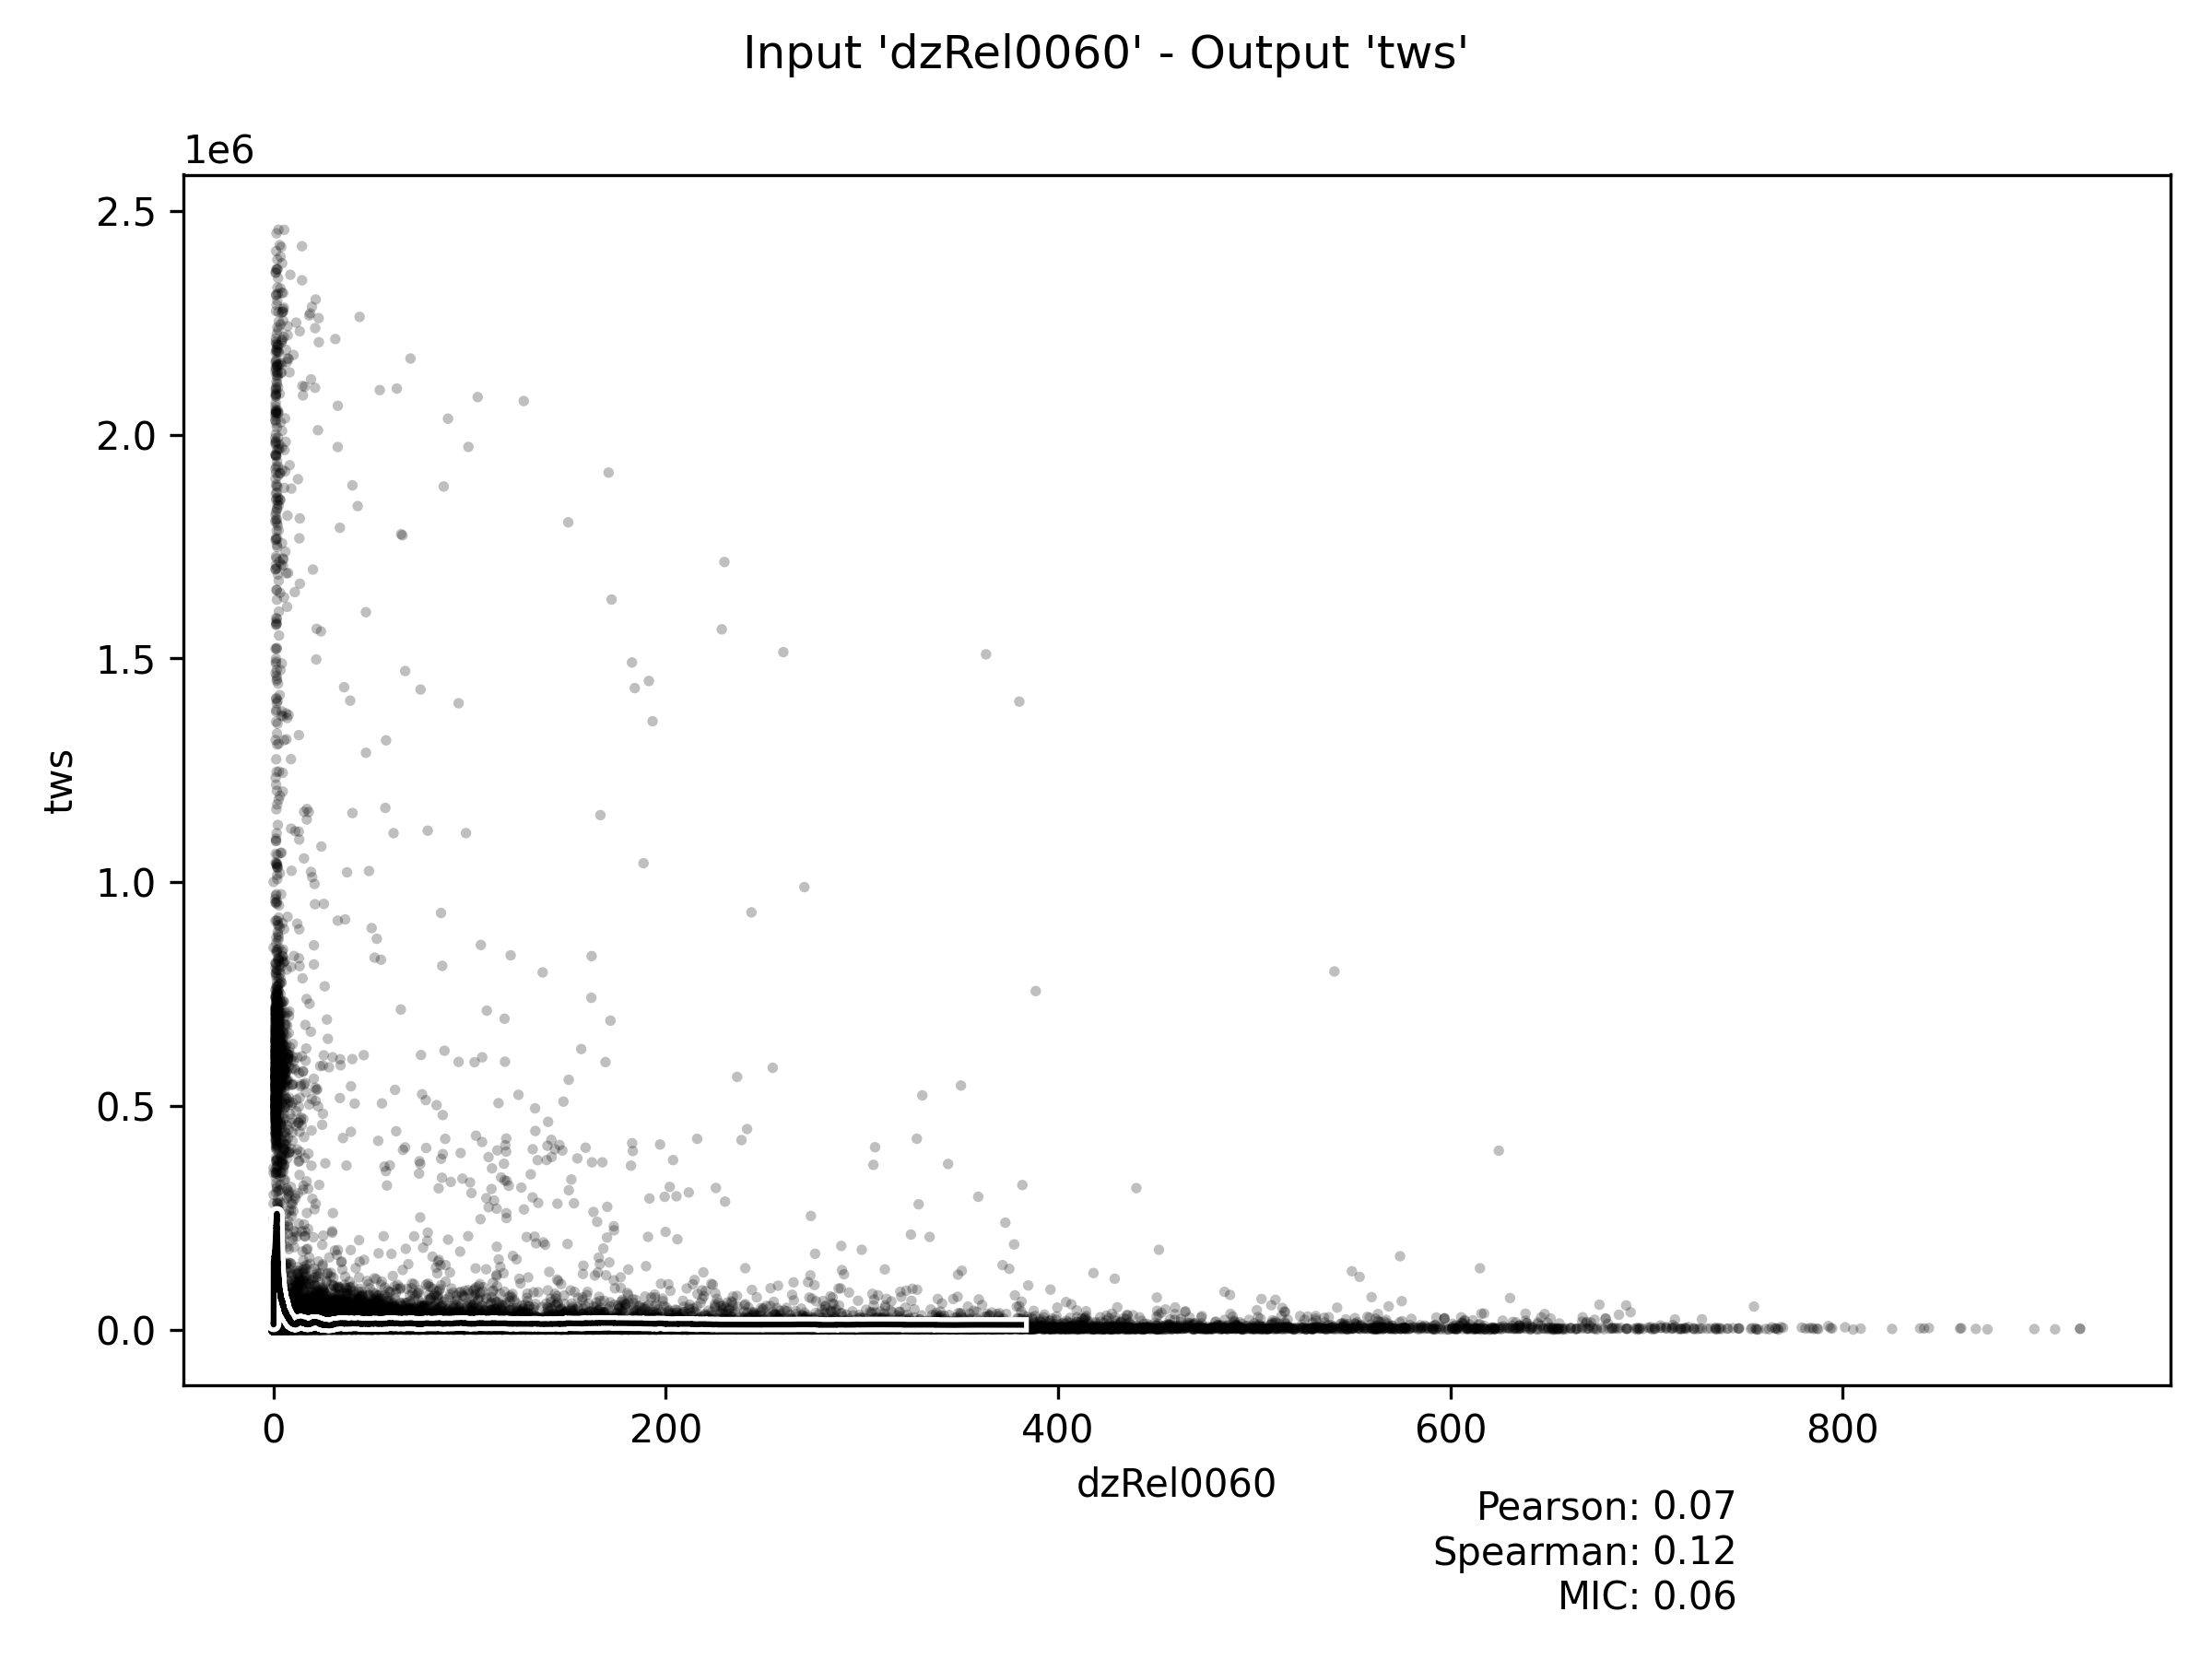 Input 'dzRel0060' - Output 'tws'
1e6
2.5
2.0
1.5
1.0
0.5
0.0
tws
0 200 400 600 800
dzRel0060
Pearson: 0.07
Spearman: 0.12
MIC: 0.06